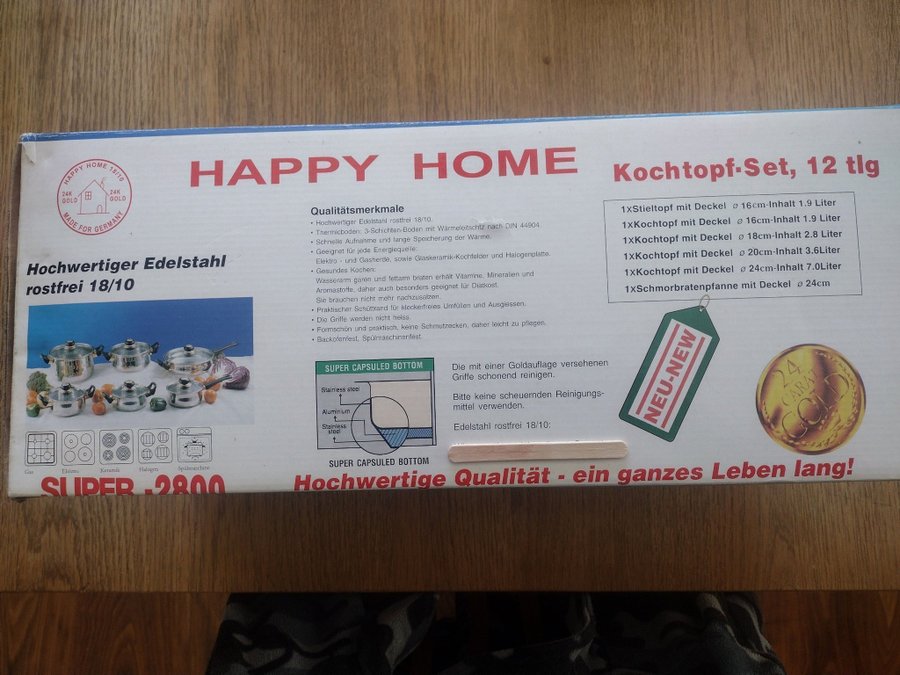 HAPPY HOME 18/10
24K GOLD
24K GOLD
MADE FOR GERMANY
HAPPY HOME
Kochtopf-Set, 12 tlg
Hochwertiger Edelstahl
rostfrei 18/10
Qualitätsmerkmale
• Hochwertiger Edelstahl rostfrei 18/10.
• Thermoboden: 3-Schichten-Boden mit Wärmeleitschtz nach DIN 44904
• Schnelle Aufnahme und lange Speicherung der Wärme.
• Geeignet für jede Energiequelle:
Elektro - und Gasherde, sowie Glaskeramik-Kochfelder und Halogenplatte.
• Gesundes Kochen:
Wasserarm garen und fettarm braten erhält Vitamine, Mineralien und
Aromastoffe, daher auch besonders geeignet für Diätkost.
Sie brauchen nicht mehr nachzusalzen.
• Praktischer Schüttrand für kleckerfreies Umfüllen und Ausgiessen.
• Die Griffe werden nicht heiss.
• Formschön und praktisch, keine Schmutzecken, daher leicht zu pflegen.
• Backofenfest, Spülmaschinenfest.
1xStieltopf mit Deckel ø 16cm-Inhalt 1.9 Liter
1xKochtopf mit Deckel ø 16cm-Inhalt 1.9 Liter
1xKochtopf mit Deckel ø 18cm-Inhalt 2.8 Liter
1xKochtopf mit Deckel ø 20cm-Inhalt 3.6Liter
1xKochtopf mit Deckel ø 24cm-Inhalt 7.0Liter
1xSchmorbratenpfanne mit Deckel ø 24cm
SUPER CAPSULED BOTTOM
Stainless steel
Aluminium
Stainless
steel
SUPER CAPSULED BOTTOM
Die mit einer Goldauflage versehenen
Griffe schonend reinigen.
Bitte keine scheuernden Reinigungs-
mittel verwenden.
Edelstahl rostfrei 18/10:
NEU-NEW
24
KARAT
GOLD
Gas
Elektro
Keramik
Halogen
Spülmaschine
SUPER -2800
Hochwertige Qualität - ein ganzes Leben lang!